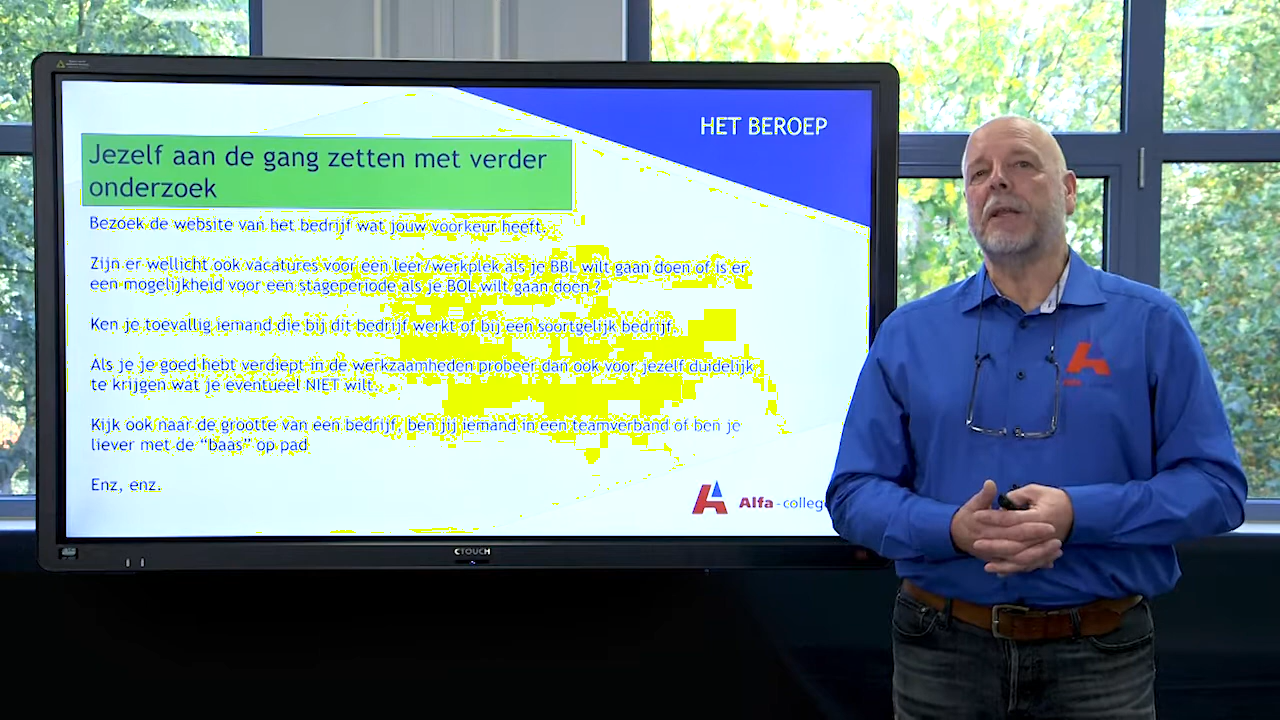 HET BEROEP
Jezelf aan de gang zetten met verder
onderzoek
Bezoek de website van het bedrijf wat jouw voorkeur heeft.
Zijn er wellicht ook vacatures voor een leer/werkplek als je BBL wilt gaan doen of is er
een mogelijkheid voor een stageperiode als je BOL wilt gaan doen ?
Ken je toevallig iemand die bij dit bedrijf werkt of bij een soortgelijk bedrijf.
Als je je goed hebt verdiept in de werkzaamheden probeer dan ook voor jezelf duidelijk
te krijgen wat je eventueel NIET wilt.
Kijk ook naar de grootte van een bedrijf, ben jij iemand in een teamverband of ben je
liever met de “baas” op pad
Enz, enz.
Alfa-colleg
CTOUCH